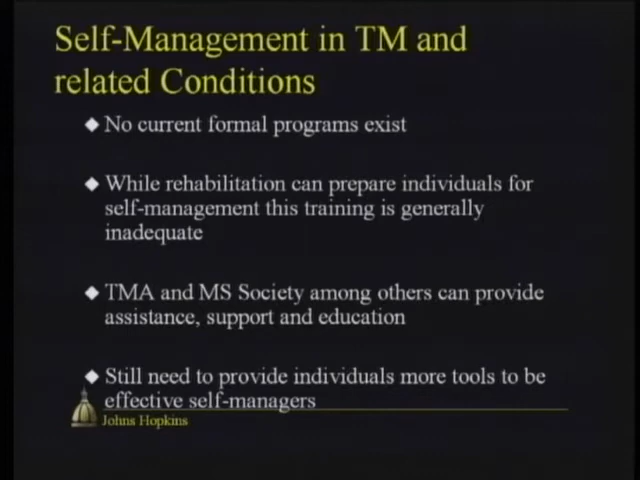 Self-Management in TM and
related Conditions
◆ No current formal programs exist
◆ While rehabilitation can prepare individuals for
self-management this training is generally
inadequate
◆ TMA and MS Society among others can provide
assistance, support and education
◆ Still need to provide individuals more tools to be
effective self-managers
Johns Hopkins